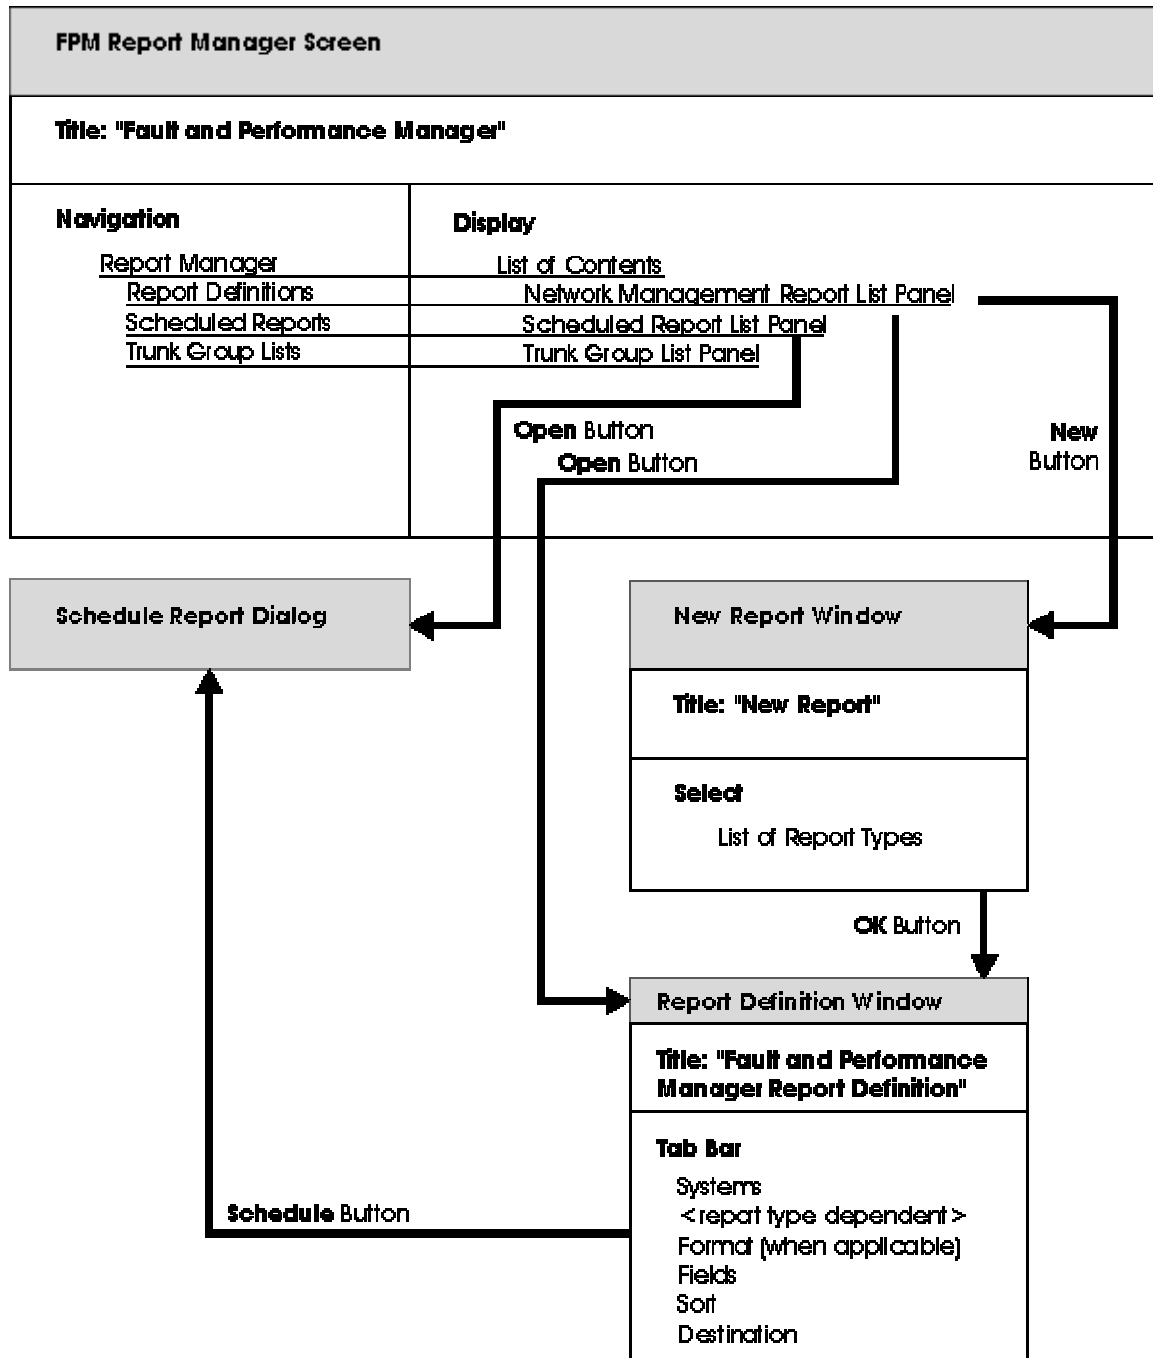 FPM Report Manager Screen
Title: "Fault and Performance Manager"
Navigation
Report Manager
Report Definitions
Scheduled Reports
Trunk Group Lists
Display
List of Contents
Network Management Report List Panel
Scheduled Report List Panel
Trunk Group List Panel
Open Button
Open Button
New
Button
Schedule Report Dialog
New Report Window
Title: "New Report"
Select
List of Report Types
OK Button
Report Definition Window
Title: "Fault and Performance
Manager Report Definition"
Tab Bar
Systems
<report type dependent>
Format (when applicable)
Fields
Sort
Destination
Schedule Button